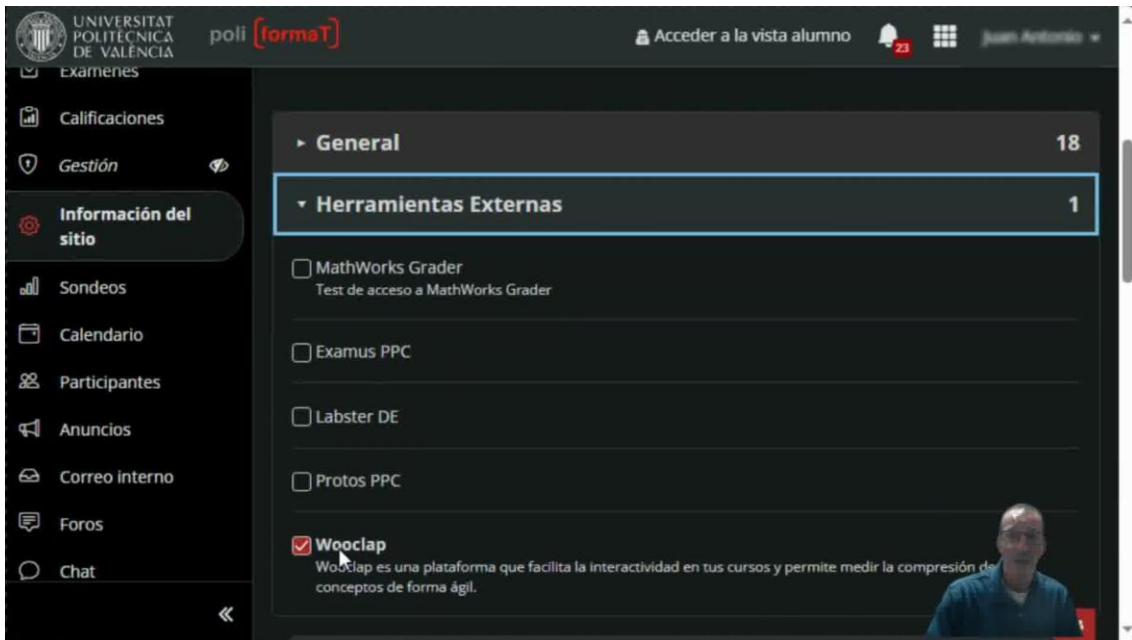 UNIVERSITAT
POLITÈCNICA
DE VALÈNCIA
poli [formaT]
Acceder a la vista alumno
23
Juan Antonio
Exámenes
Calificaciones
Gestión
Información del
sitio
Sondeos
Calendario
Participantes
Anuncios
Correo interno
Foros
Chat
General 18
Herramientas Externas 1
MathWorks Grader
Test de acceso a MathWorks Grader
Examus PPC
Labster DE
Protos PPC
Wooclap
Wooclap es una plataforma que facilita la interactividad en tus cursos y permite medir la compresión de
conceptos de forma ágil.